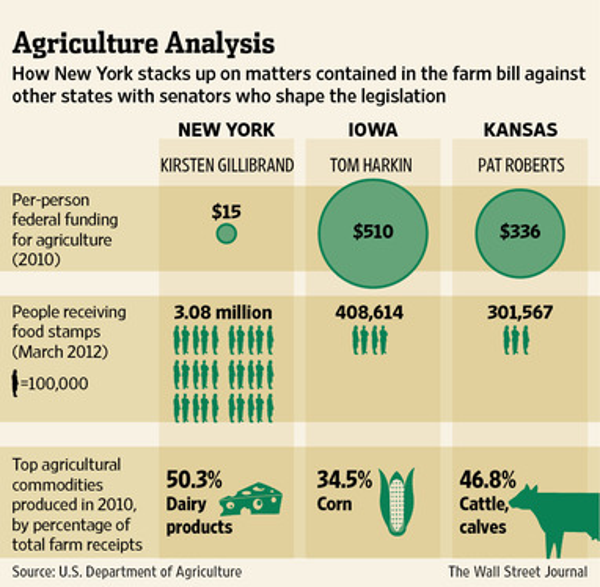 Agriculture Analysis
How New York stacks up on matters contained in the farm bill against
other states with senators who shape the legislation
NEW YORK
IOWA
KANSAS
KIRSTEN GILLIBRAND
TOM HARKIN
PAT ROBERTS
Per-person
federal funding
for agriculture
(2010)
$15
$510
$336
People receiving
food stamps
(March 2012)
=100,000
3.08 million
408,614
301,567
Top agricultural
commodities
produced in 2010,
by percentage of
total farm receipts
50.3%
Dairy
products
34.5%
Corn
46.8%
Cattle,
calves
Source: U.S. Department of Agriculture
The Wall Street Journal